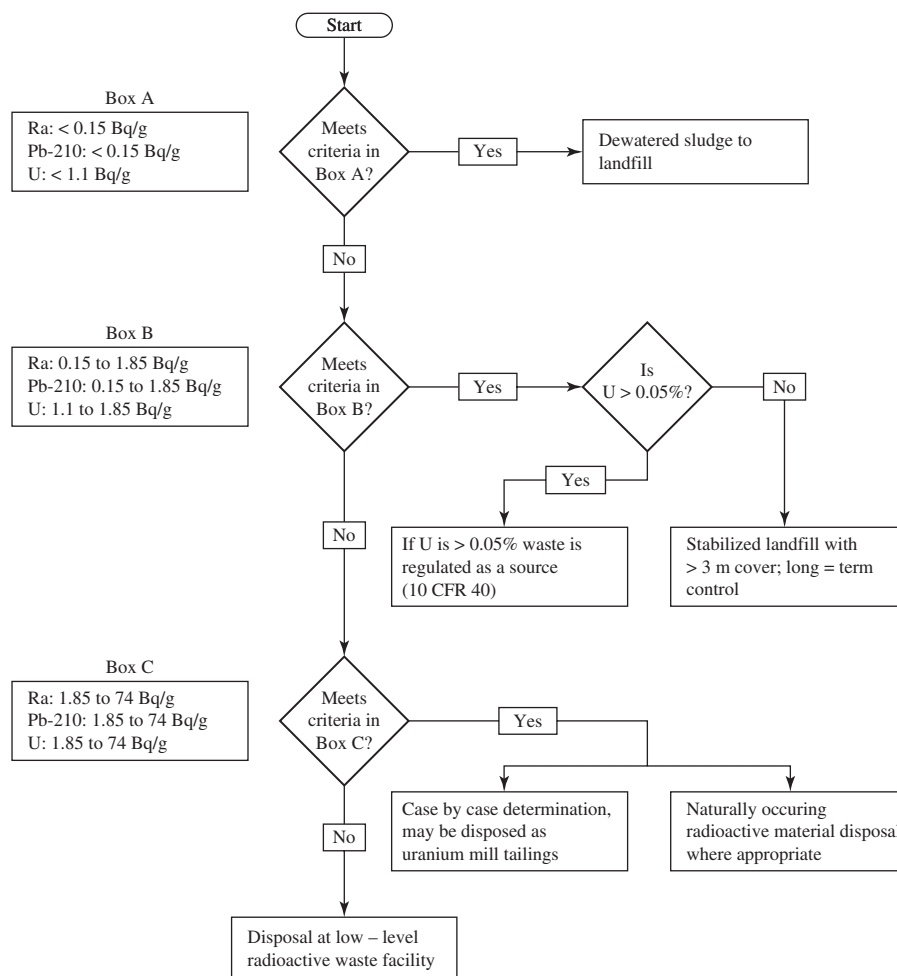 Start
Box A
Ra: < 0.15 Bq/g
Pb-210: < 0.15 Bq/g
U: < 1.1 Bq/g
Meets
criteria in
Box A?
Yes
Dewatered sludge to
landfill
No
Box B
Ra: 0.15 to 1.85 Bq/g
Pb-210: 0.15 to 1.85 Bq/g
U: 1.1 to 1.85 Bq/g
Meets
criteria in
Box B?
Yes
Is
U > 0.05%?
No
Yes
No
If U is > 0.05% waste is
regulated as a source
(10 CFR 40)
Stabilized landfill with
> 3 m cover; long = term
control
Box C
Ra: 1.85 to 74 Bq/g
Pb-210: 1.85 to 74 Bq/g
U: 1.85 to 74 Bq/g
Meets
criteria in
Box C?
Yes
No
Case by case determination,
may be disposed as
uranium mill tailings
Naturally occuring
radioactive material disposal
where appropriate
Disposal at low – level
radioactive waste facility